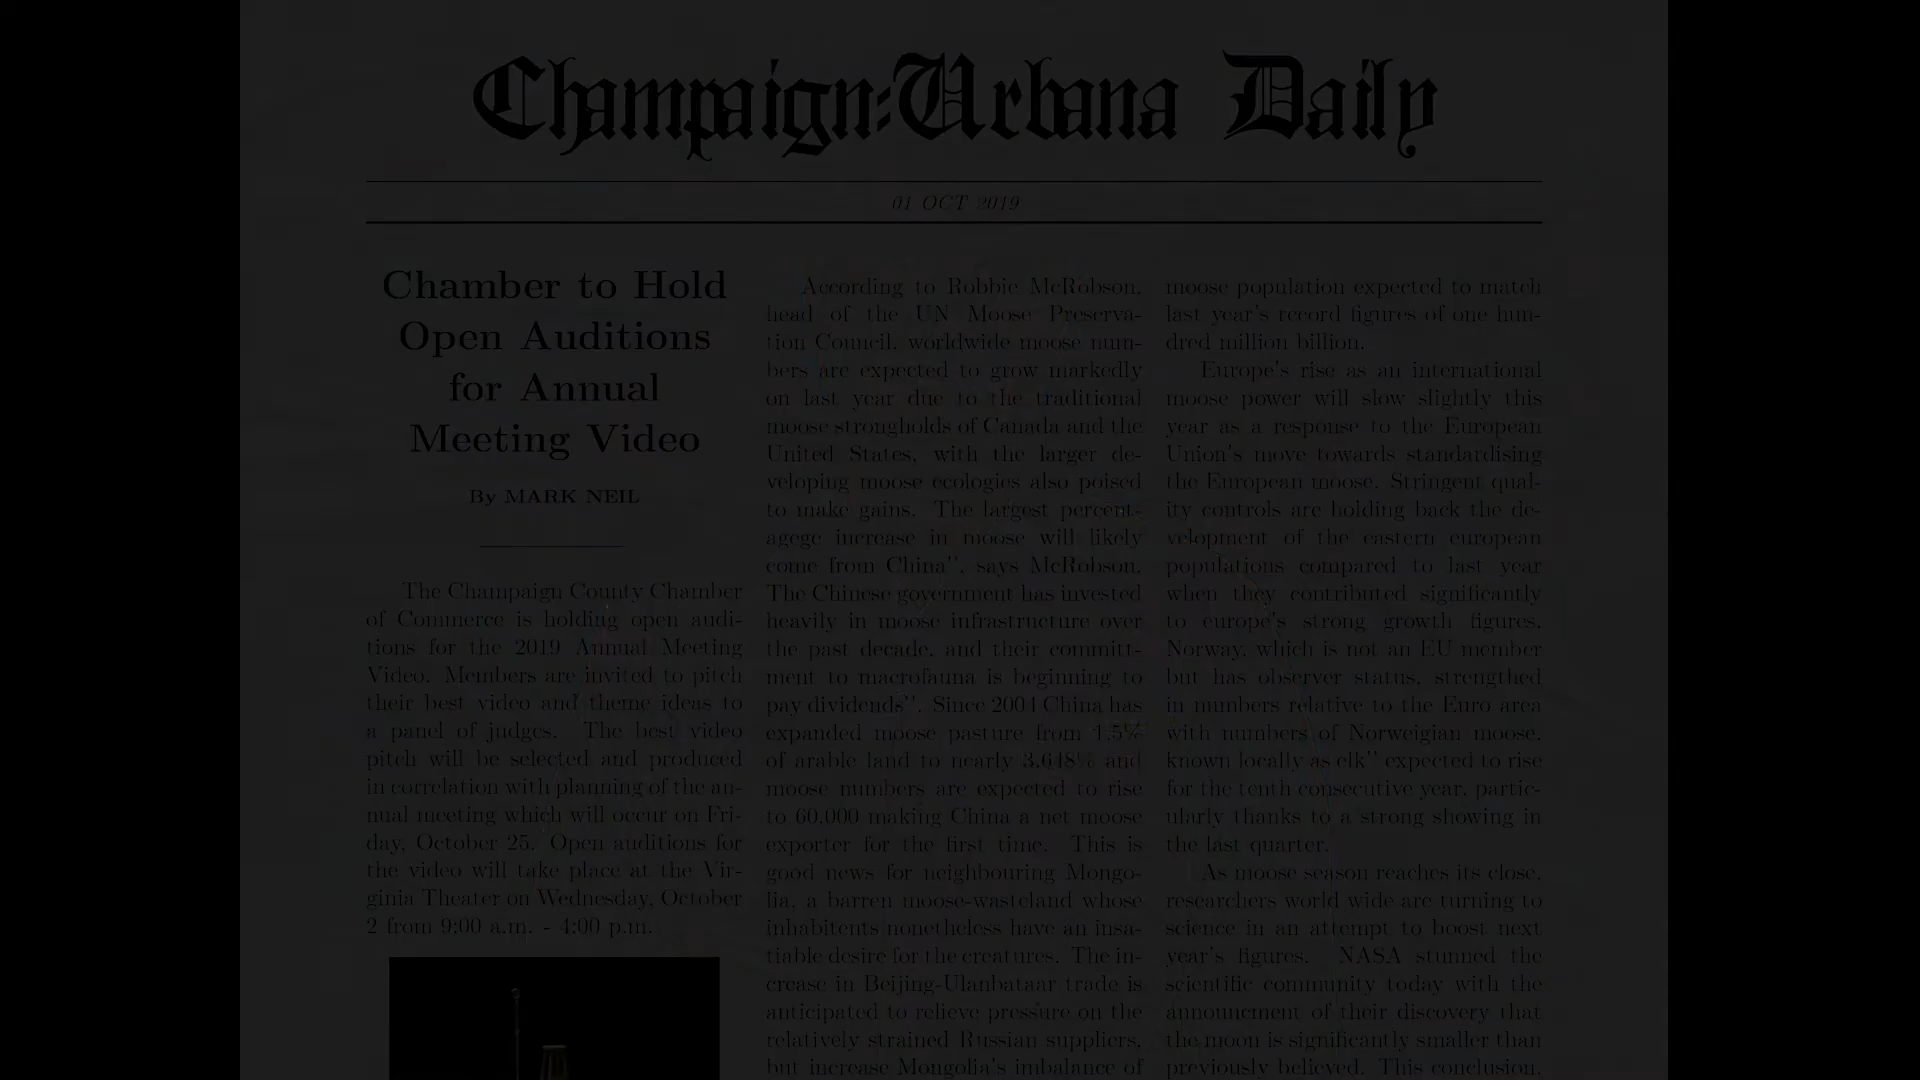 Champaign-Urbana Daily
01 OCT 2019
Chamber to Hold
Open Auditions
for Annual
Meeting Video
By MARK NEIL
The Champaign County Chamber
of Commerce is holding open audi-
tions for the 2019 Annual Meeting
Video. Members are invited to pitch
their best video and theme ideas to
a panel of judges. The best video
pitch will be selected and produced
in correlation with planning of the an-
nual meeting which will occur on Fri-
day, October 25. Open auditions for
the video will take place at the Vir-
ginia Theater on Wednesday, October
2 from 9:00 a.m. - 4:00 p.m.
According to Robbie McRobson,
head of the UN Moose Preserva-
tion Council, worldwide moose num-
bers are expected to grow markedly
on last year due to the traditional
moose strongholds of Canada and the
United States, with the larger de-
veloping moose ecologies also poised
to make gains. The largest percent-
agege increase in moose will likely
come from China", says McRobson,
The Chinese government has invested
heavily in moose infrastructure over
the past decade, and their committ-
ment to macrofauna is beginning to
pay dividends". Since 2004 China has
expanded moose pasture from 1.5%
of arable land to nearly 3.648% and
moose numbers are expected to rise
to 60,000 making China a net moose
exporter for the first time. This is
good news for neighbouring Mongo-
lia, a barren moose-wasteland whose
inhabitents nonetheless have an insa-
tiable desire for the creatures. The in-
crease in Beijing-Ulanbataar trade is
anticipated to relieve pressure on the
relatively strained Russian suppliers,
but increase Mongolia's imbalance of
moose population expected to match
last year's record figures of one hun-
dred million billion.
Europe's rise as an international
moose power will slow slightly this
year as a response to the European
Union's move towards standardising
the European moose. Stringent qual-
ity controls are holding back the de-
velopment of the eastern european
populations compared to last year
when they contributed significantly
to europe's strong growth figures.
Norway, which is not an EU member
but has observer status, strengthed
in numbers relative to the Euro area
with numbers of Norweigian moose,
known locally as elk" expected to rise
for the tenth consecutive year, partic-
ularly thanks to a strong showing in
the last quarter.
As moose season reaches its close,
researchers world wide are turning to
science in an attempt to boost next
year's figures. NASA stunned the
scientific community today with the
announcment of their discovery that
the moon is significantly smaller than
previously believed. This conclusion,